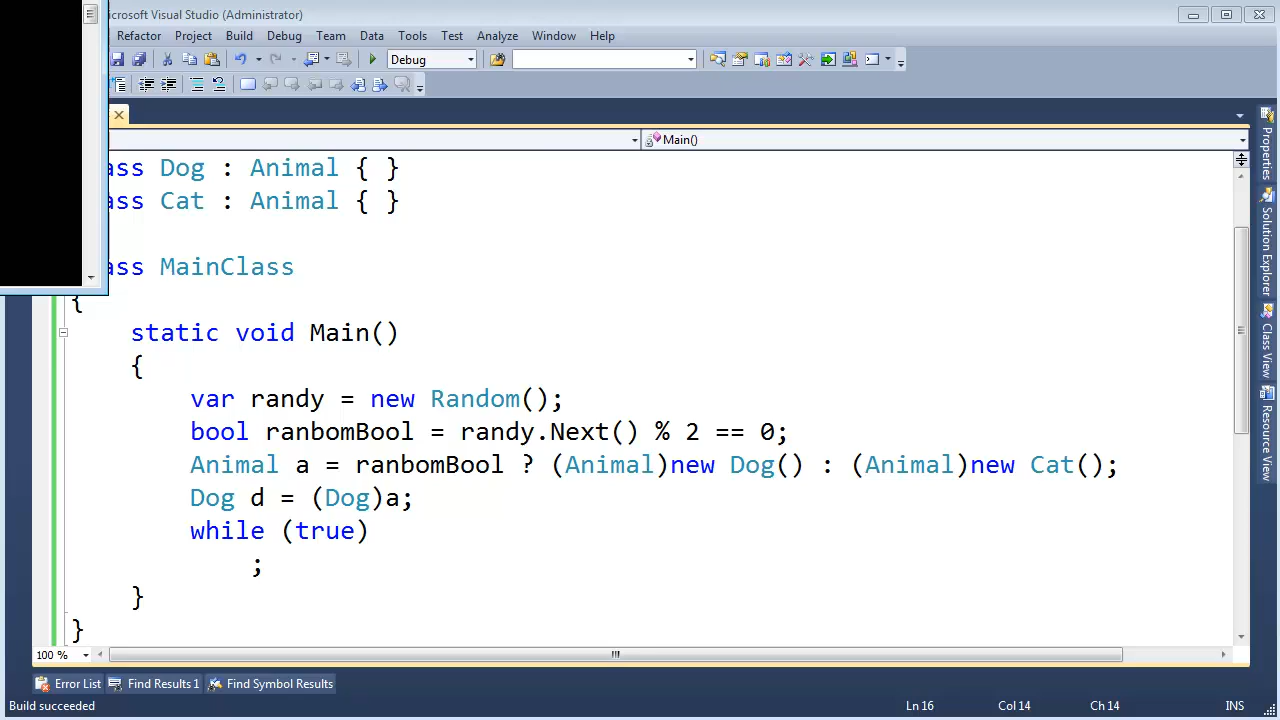 icrosoft Visual Studio (Administrator)
Refactor Project Build Debug Team Data Tools Test Analyze Window Help
Debug
Main()
ass Dog : Animal { }
ass Cat : Animal { }
ass MainClass
{
static void Main()
{
var randy = new Random();
bool ranbomBool = randy.Next() % 2 == 0;
Animal a = ranbomBool ? (Animal)new Dog() : (Animal)new Cat();
Dog d = (Dog)a;
while (true)
;
}
}
Properties
Solution Explorer
Class View
Resource View
100 %
Error List Find Results 1 Find Symbol Results
Build succeeded Ln 16 Col 14 Ch 14 INS